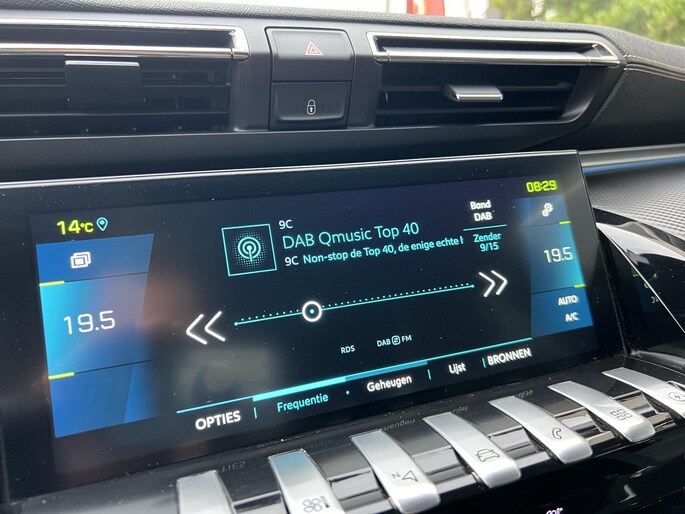 14°C
08:29
9C
DAB Qmusic Top 40
9C Non-stop de Top 40, de enige echte
Band
DAB
Zender
9/15
19.5
19.5
AUTO
A/C
RDS
DAB FM
OPTIES
Frequentie
Geheugen
Lijst
BRONNEN
N